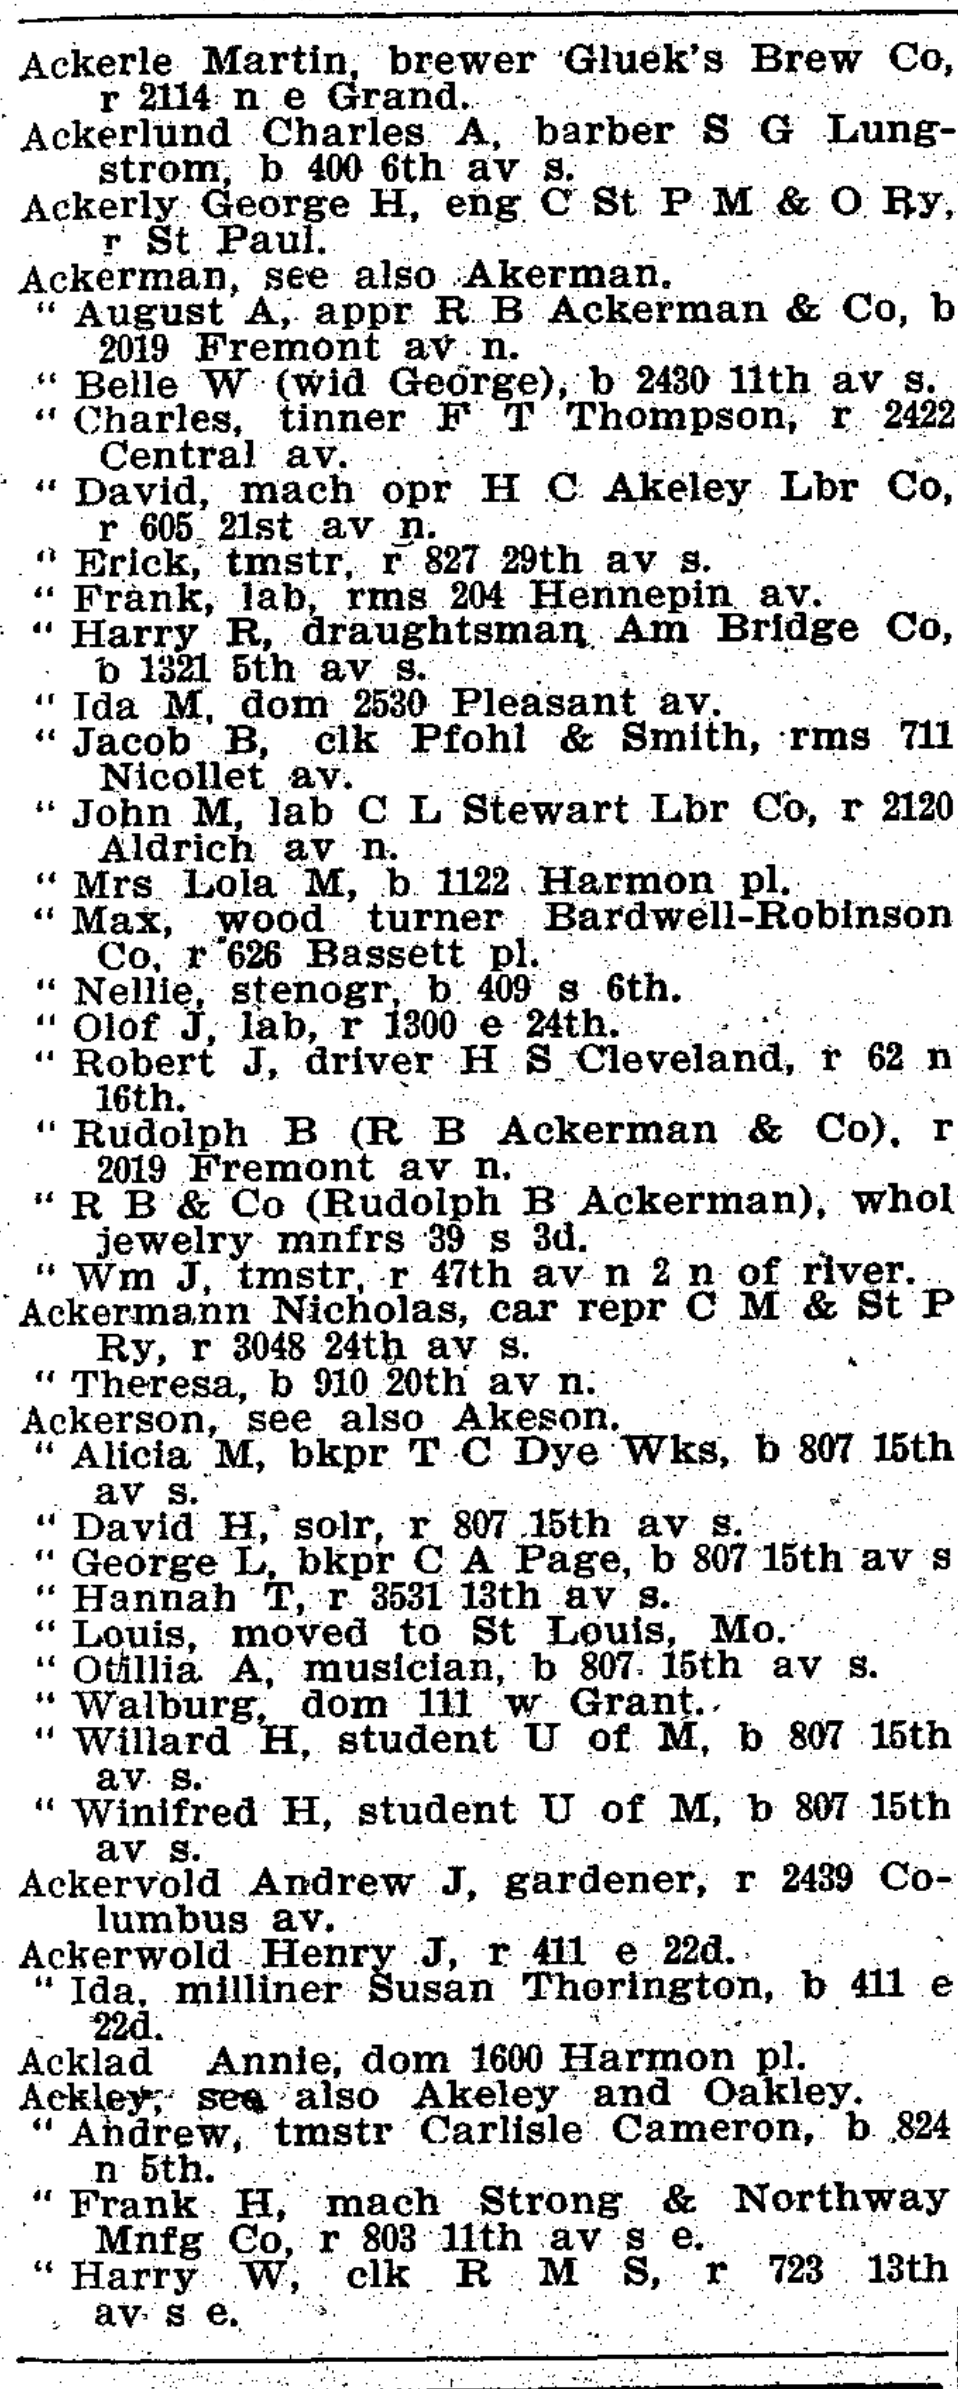 Ackerle Martin, brewer Gluek's Brew Co,
r 2114 n e Grand.
Ackerlund Charles A, barber S G Lung-
strom, b 400 6th av s.
Ackerly George H, eng C St P M & O Ry,
r St Paul.
Ackerman, see also Akerman.
" August A, appr R B Ackerman & Co, b
2019 Fremont av n.
" Belle W (wid George), b 2430 11th av s.
" Charles, tinner F T Thompson, r 2422
Central av.
" David, mach opr H C Akeley Lbr Co,
r 605 21st av n.
" Erick, tmstr, r 827 29th av s.
" Frank, lab, rms 204 Hennepin av.
" Harry R, draughtsman Am Bridge Co,
b 1321 5th av s.
" Ida M, dom 2530 Pleasant av.
" Jacob B, clk Pfohl & Smith, rms 711
Nicollet av.
" John M, lab C L Stewart Lbr Co, r 2120
Aldrich av n.
" Mrs Lola M, b 1122 Harmon pl.
" Max, wood turner Bardwell-Robinson
Co, r 626 Bassett pl.
" Nellie, stenogr, b 409 s 6th.
" Olof J, lab, r 1300 e 24th.
" Robert J, driver H S Cleveland, r 62 n
16th.
" Rudolph B (R B Ackerman & Co), r
2019 Fremont av n.
" R B & Co (Rudolph B Ackerman), whol
jewelry mnfrs 39 s 3d.
" Wm J, tmstr, r 47th av n 2 n of river.
Ackermann Nicholas, car repr C M & St P
Ry, r 3048 24th av s.
" Theresa, b 910 20th av n.
Ackerson, see also Akeson.
" Alicia M, bkpr T C Dye Wks, b 807 15th
av s.
" David H, solr, r 807 15th av s.
" George L, bkpr C A Page, b 807 15th av s
" Hannah T, r 3531 13th av s.
" Louis, moved to St Louis, Mo.
" Otillia A, musician, b 807 15th av s.
" Walburg, dom 111 w Grant.
" Willard H, student U of M, b 807 15th
av s.
" Winifred H, student U of M, b 807 15th
av s.
Ackervold Andrew J, gardener, r 2439 Co-
lumbus av.
Ackerwold Henry J, r 411 e 22d.
" Ida, milliner Susan Thorington, b 411 e
22d.
Acklad Annie, dom 1600 Harmon pl.
Ackley, see also Akeley and Oakley.
" Andrew, tmstr Carlisle Cameron, b 824
n 5th.
" Frank H, mach Strong & Northway
Mnfg Co, r 803 11th av s e.
" Harry W, clk R M S, r 723 13th
av s e.